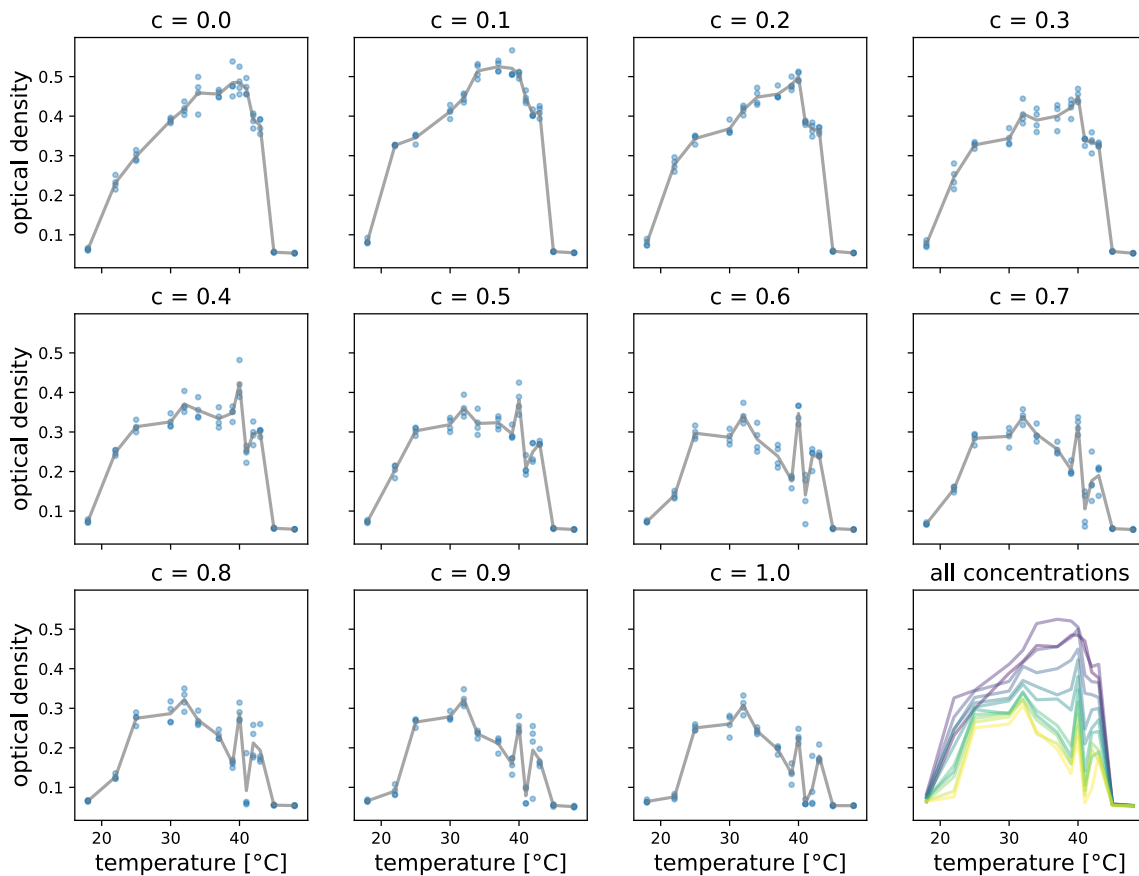 c = 0.0
c = 0.1
c = 0.2
c = 0.3
optical density
0.5
0.4
0.3
0.2
0.1
c = 0.4
c = 0.5
c = 0.6
c = 0.7
optical density
0.5
0.4
0.3
0.2
0.1
c = 0.8
c = 0.9
c = 1.0
all concentrations
optical density
0.5
0.4
0.3
0.2
0.1
20 30 40
20 30 40
20 30 40
20 30 40
temperature [°C]
temperature [°C]
temperature [°C]
temperature [°C]